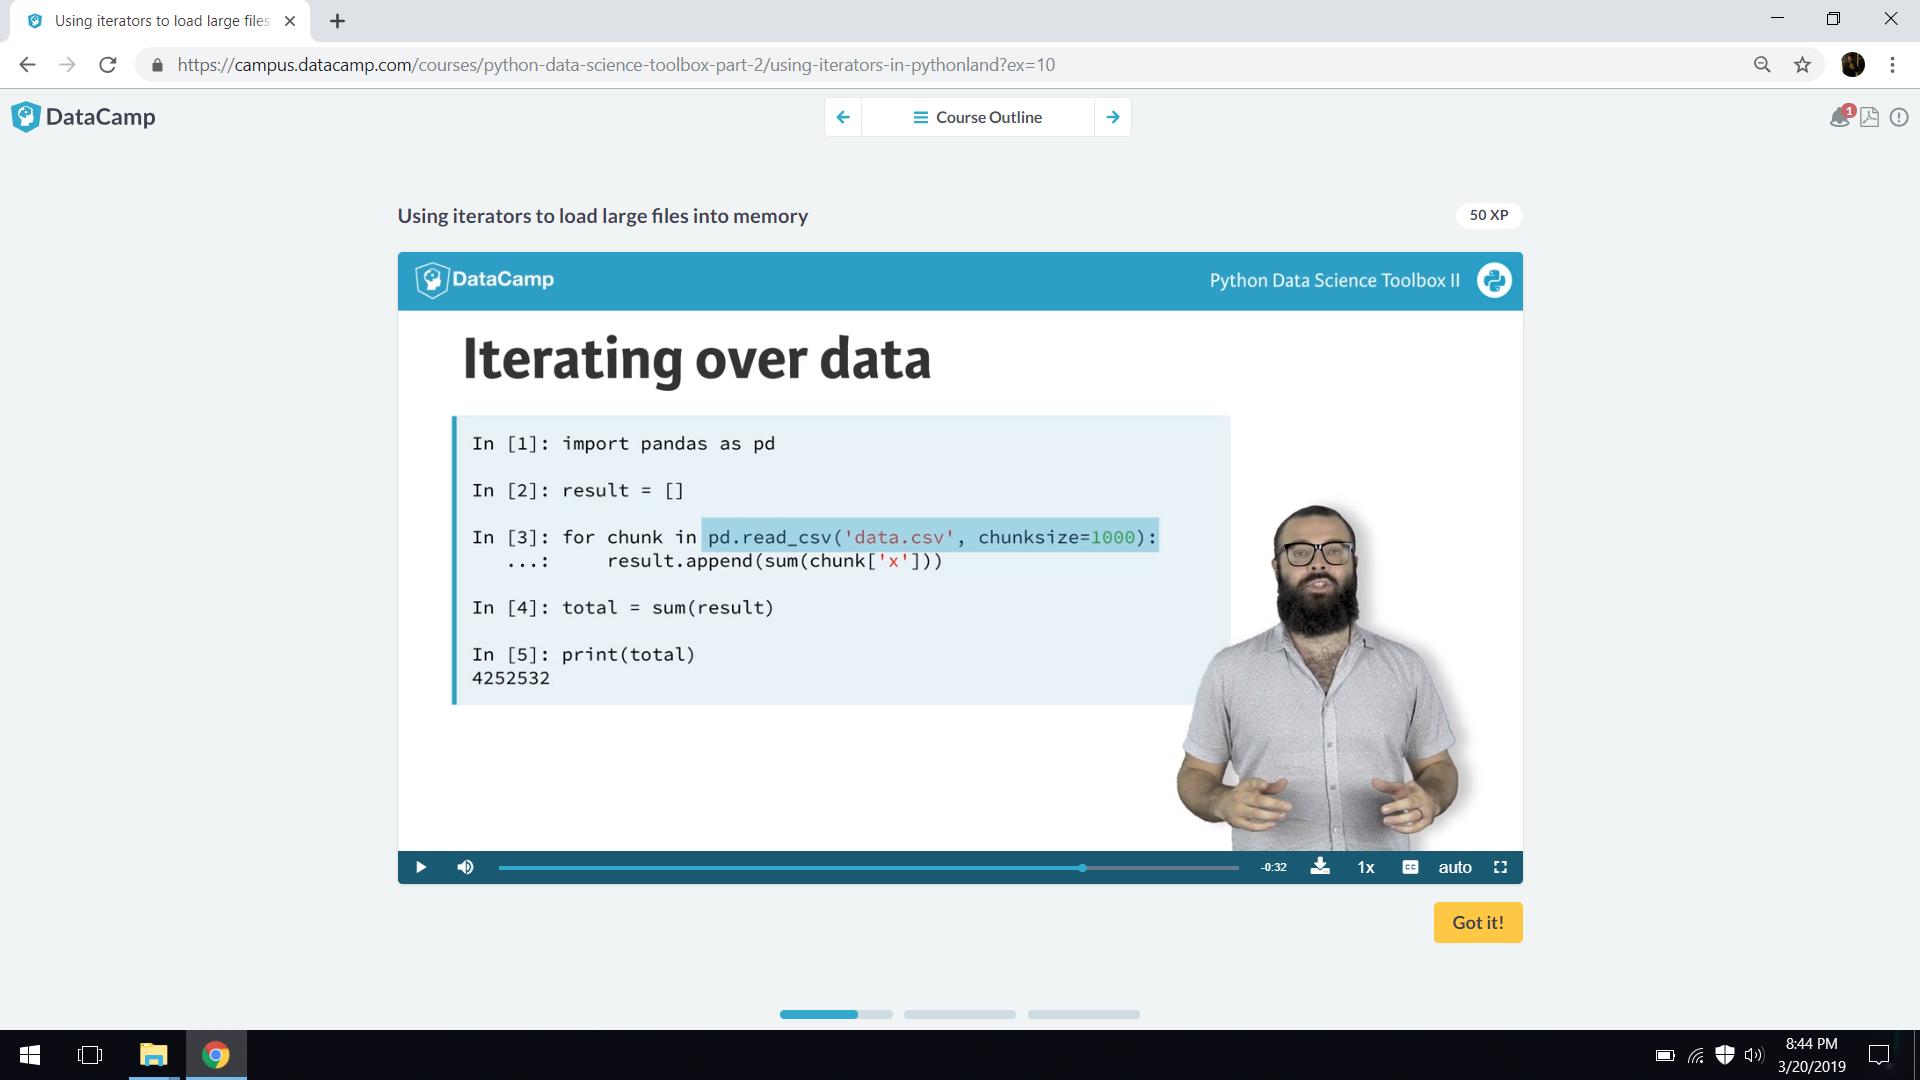 Using iterators to load large files
https://campus.datacamp.com/courses/python-data-science-toolbox-part-2/using-iterators-in-pythonland?ex=10
DataCamp
Course Outline
1
Using iterators to load large files into memory
50 XP
DataCamp
Python Data Science Toolbox II
Iterating over data
In [1]: import pandas as pd
In [2]: result = []
In [3]: for chunk in pd.read_csv('data.csv', chunksize=1000):
...: result.append(sum(chunk['x']))
In [4]: total = sum(result)
In [5]: print(total)
4252532
-0:32
1x
CC
auto
Got it!
8:44 PM
3/20/2019